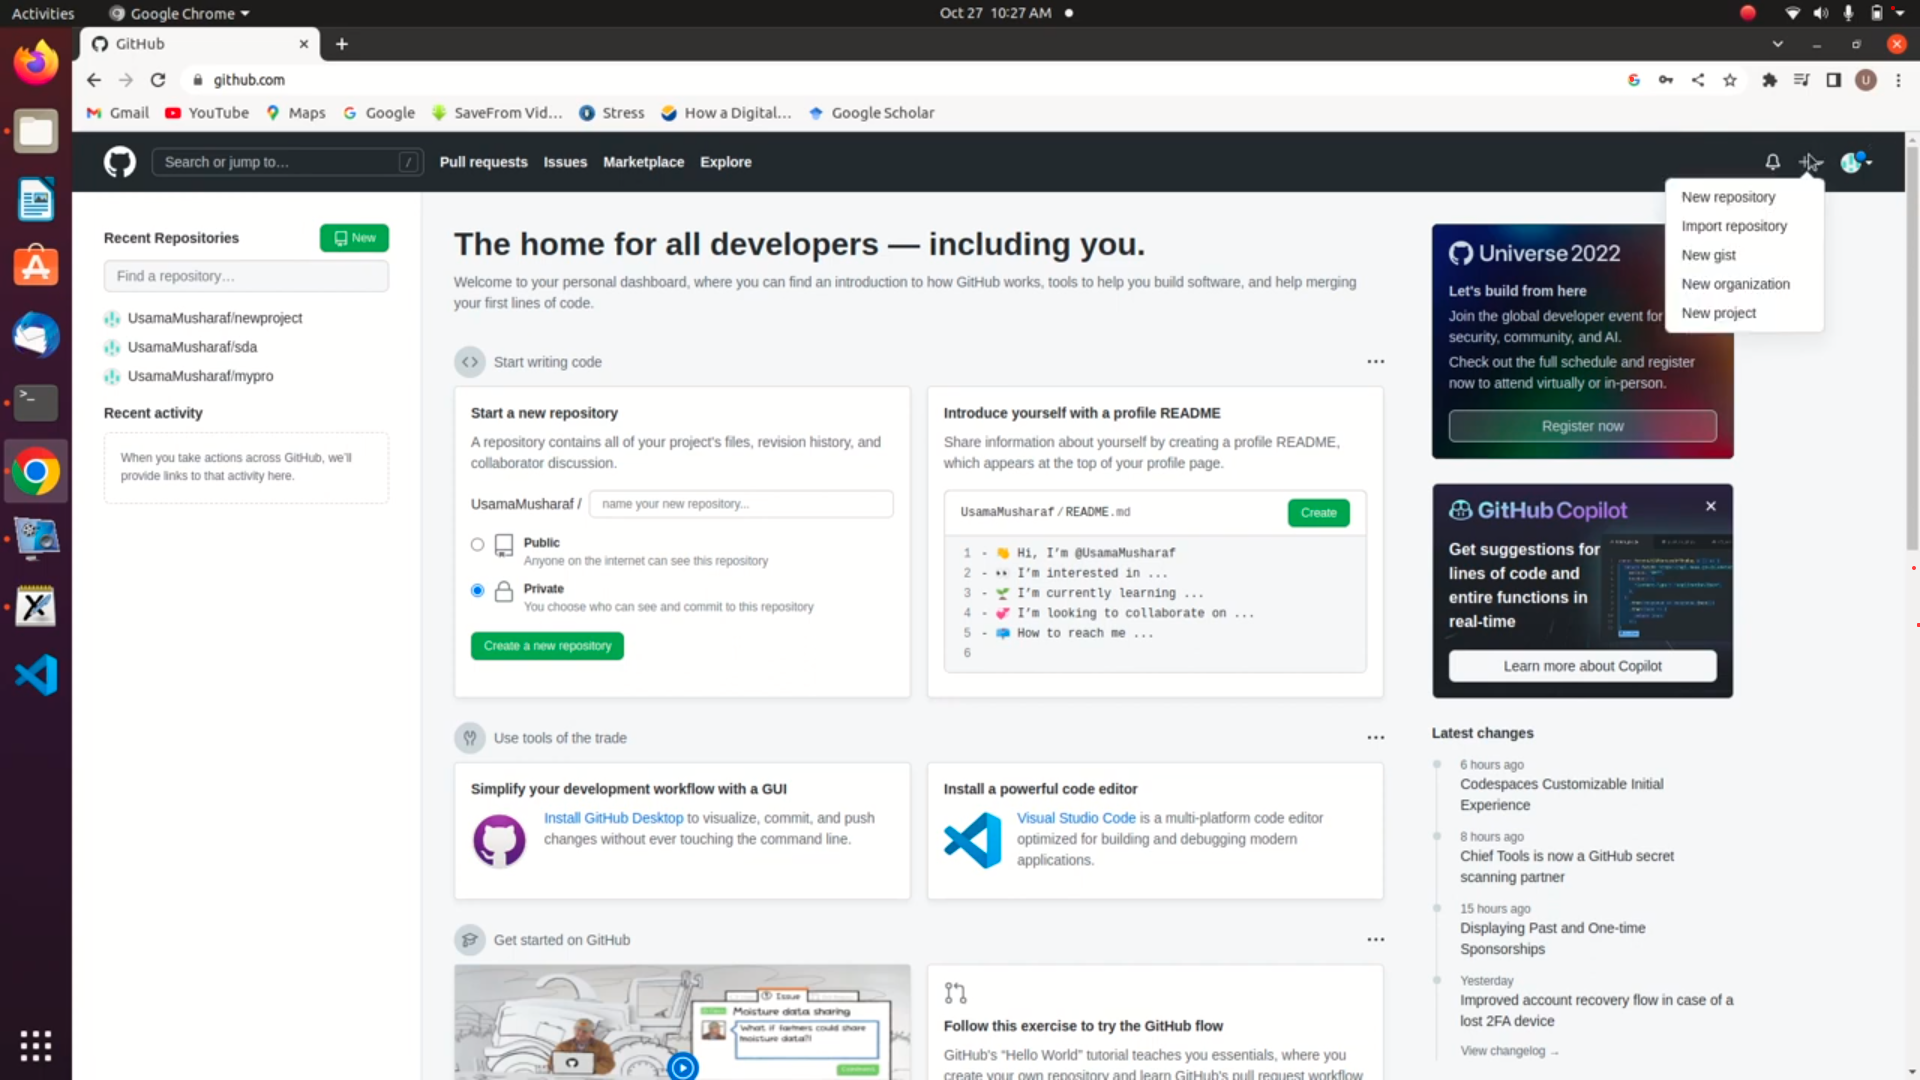 Activities
Google Chrome
Oct 27 10:27 AM
GitHub
github.com
U
Gmail
YouTube
Maps
Google
SaveFrom Vid...
Stress
How a Digital...
Google Scholar
Search or jump to...
/
Pull requests
Issues
Marketplace
Explore
New repository
Import repository
New gist
New organization
New project
Recent Repositories
New
Find a repository...
UsamaMusharaf/newproject
UsamaMusharaf/sda
UsamaMusharaf/mypro
Recent activity
When you take actions across GitHub, we'll
provide links to that activity here.
The home for all developers — including you.
Welcome to your personal dashboard, where you can find an introduction to how GitHub works, tools to help you build software, and help merging
your first lines of code.
Start writing code
Start a new repository
A repository contains all of your project's files, revision history, and
collaborator discussion.
UsamaMusharaf /
name your new repository...
Public
Anyone on the internet can see this repository
Private
You choose who can see and commit to this repository
Create a new repository
Introduce yourself with a profile README
Share information about yourself by creating a profile README,
which appears at the top of your profile page.
UsamaMusharaf / README.md
Create
1 - 👋 Hi, I'm @UsamaMusharaf
2 - 👀 I'm interested in ...
3 - 🌱 I'm currently learning ...
4 - 💞️ I'm looking to collaborate on ...
5 - 📫 How to reach me ...
6
Use tools of the trade
Simplify your development workflow with a GUI
Install GitHub Desktop to visualize, commit, and push
changes without ever touching the command line.
Install a powerful code editor
Visual Studio Code is a multi-platform code editor
optimized for building and debugging modern
applications.
Get started on GitHub
Issue
Moisture data sharing
What if farmers could share
moisture data?!
Follow this exercise to try the GitHub flow
GitHub's "Hello World" tutorial teaches you essentials, where you
create your own repository and learn GitHub's pull request workflow
Universe 2022
Let's build from here
Join the global developer event for
security, community, and AI.
Check out the full schedule and register
now to attend virtually or in-person.
Register now
GitHub Copilot
Get suggestions for
lines of code and
entire functions in
real-time
Learn more about Copilot
Latest changes
6 hours ago
Codespaces Customizable Initial
Experience
8 hours ago
Chief Tools is now a GitHub secret
scanning partner
15 hours ago
Displaying Past and One-time
Sponsorships
Yesterday
Improved account recovery flow in case of a
lost 2FA device
View changelog →